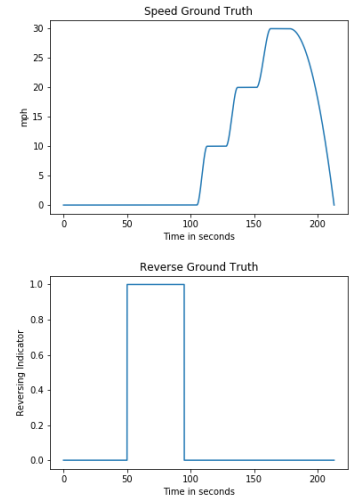 Speed Ground Truth
30
25
20
15
10
5
0
mph
0 50 100 150 200
Time in seconds
Reverse Ground Truth
1.0
0.8
0.6
0.4
0.2
0.0
Reversing Indicator
0 50 100 150 200
Time in seconds